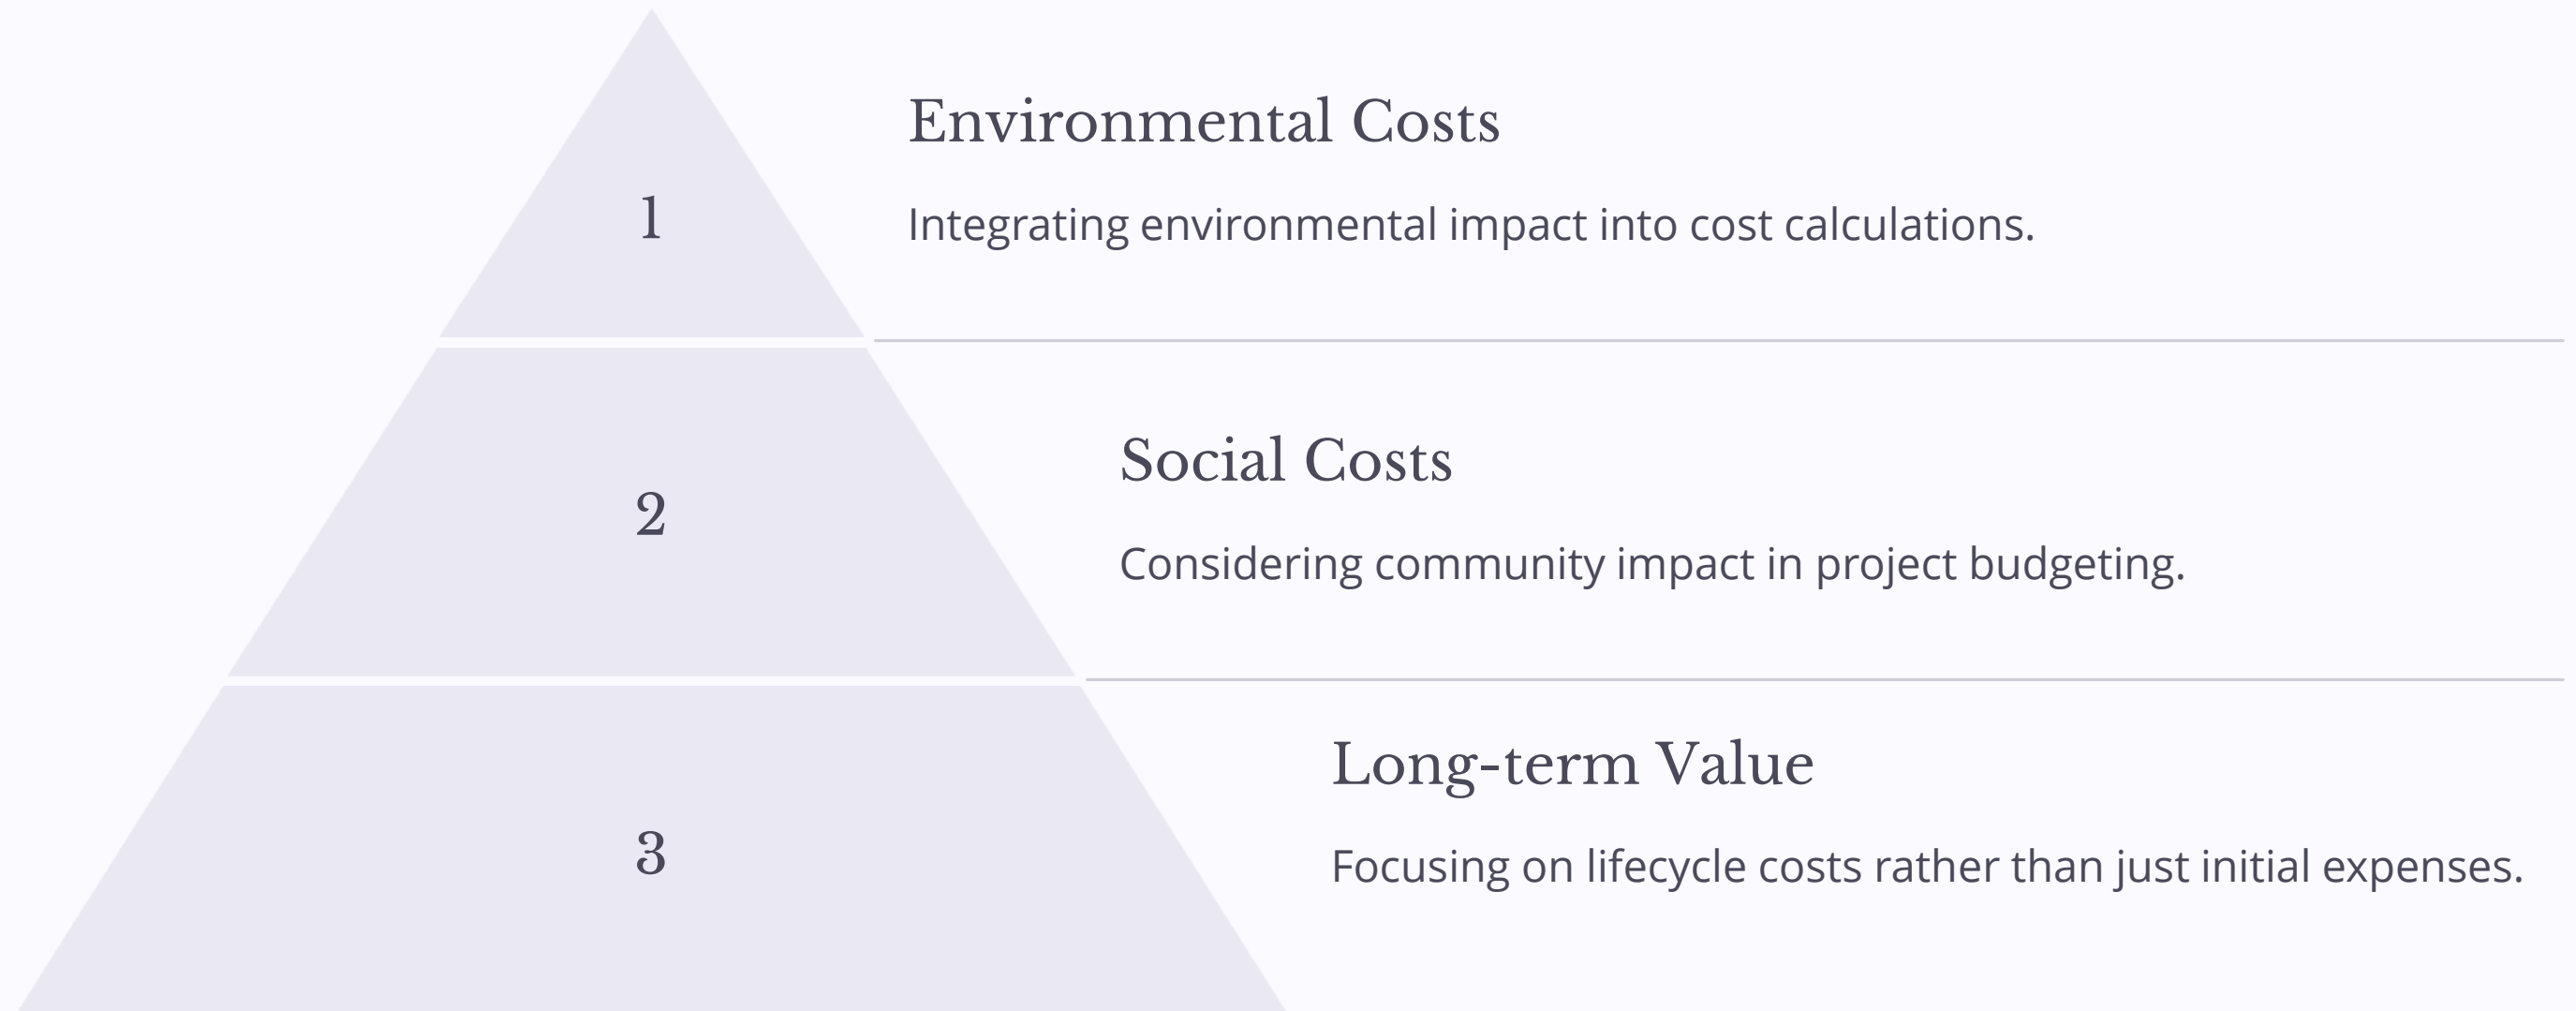 1
Environmental Costs
Integrating environmental impact into cost calculations.
2
Social Costs
Considering community impact in project budgeting.
3
Long-term Value
Focusing on lifecycle costs rather than just initial expenses.